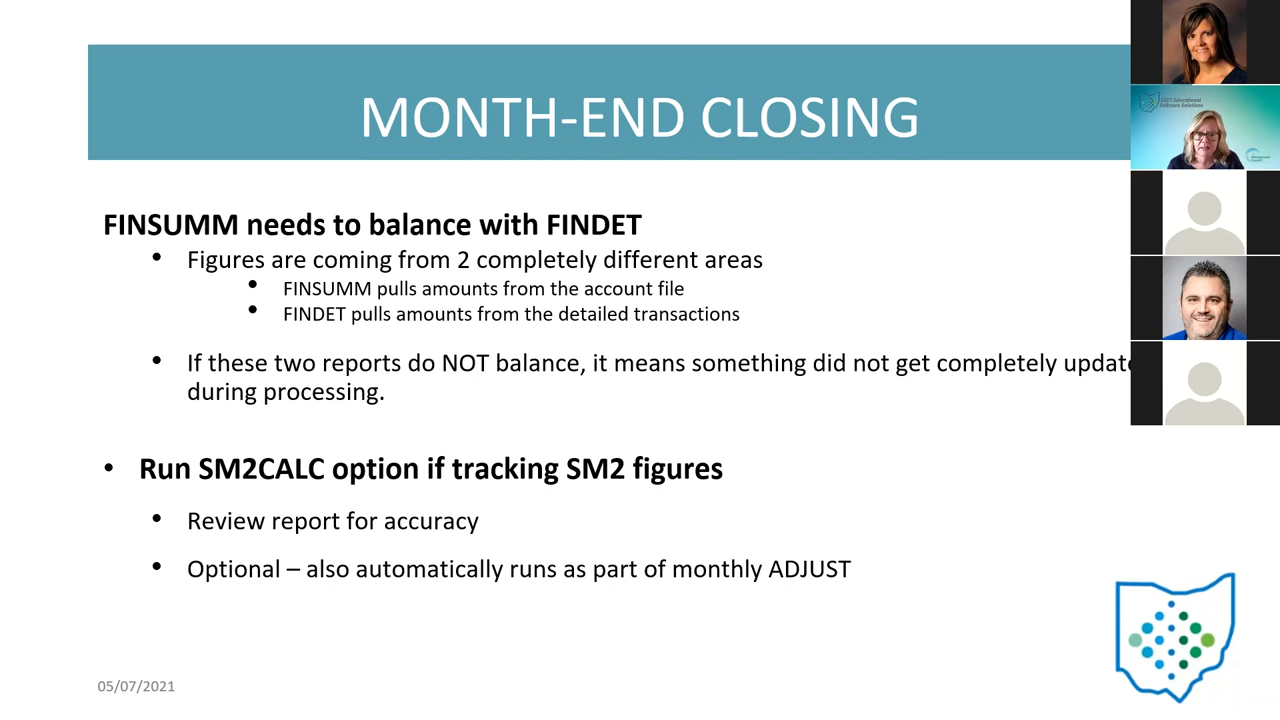 MONTH-END CLOSING
FINSUMM needs to balance with FINDET
• Figures are coming from 2 completely different areas
• FINSUMM pulls amounts from the account file
• FINDET pulls amounts from the detailed transactions
• If these two reports do NOT balance, it means something did not get completely update
during processing.
• Run SM2CALC option if tracking SM2 figures
• Review report for accuracy
• Optional – also automatically runs as part of monthly ADJUST
05/07/2021